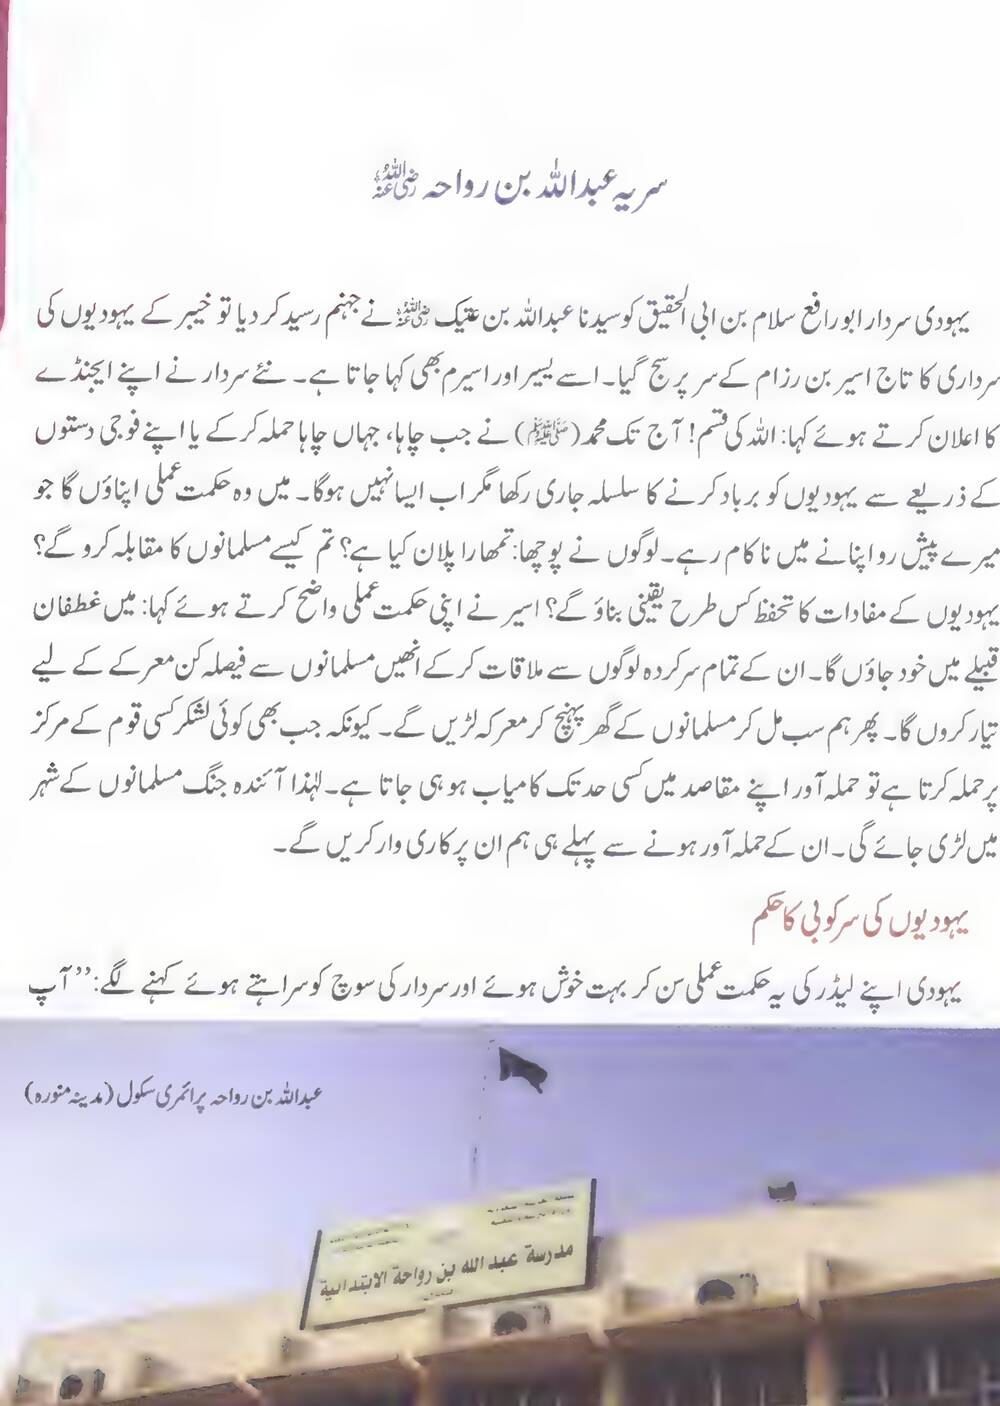 سریہ عبداللہ بن رواحہ رضی اللہ عنہ
یہودی سردار ابو رافع سلام بن ابی الحقیق کو سیدنا عبداللہ بن عتیک رضی اللہ عنہ نے جہنم رسید کر دیا تو خیبر کے یہودیوں کی
سرداری کا تاج اسیر بن رزام کے سر پر سج گیا۔ اسے یسیر اور اسیرم بھی کہا جاتا ہے۔ نئے سردار نے اپنے ایجنڈے
کا اعلان کرتے ہوئے کہا: اللہ کی قسم! آج تک محمد (ﷺ) نے جب چاہا، جہاں چاہا حملہ کر کے یا اپنے فوجی دستوں
کے ذریعے سے یہودیوں کو برباد کرنے کا سلسلہ جاری رکھا مگر اب ایسا نہیں ہوگا۔ میں وہ حکمت عملی اپناؤں گا جو
میرے پیش رو اپنانے میں ناکام رہے۔ لوگوں نے پوچھا: تمھارا پلان کیا ہے؟ تم کیسے مسلمانوں کا مقابلہ کرو گے؟
یہودیوں کے مفادات کا تحفظ کس طرح یقینی بناؤ گے؟ اسیر نے اپنی حکمت عملی واضح کرتے ہوئے کہا: میں غطفان
قبیلے میں خود جاؤں گا۔ ان کے تمام سرکردہ لوگوں سے ملاقات کر کے انھیں مسلمانوں سے فیصلہ کن معرکے کے لیے
تیار کروں گا۔ پھر ہم سب مل کر مسلمانوں کے گھر پہنچ کر معرکہ لڑیں گے۔ کیونکہ جب بھی کوئی لشکر کسی قوم کے مرکز
پر حملہ کرتا ہے تو حملہ آور اپنے مقاصد میں کسی حد تک کامیاب ہو ہی جاتا ہے۔ لہٰذا آئندہ جنگ مسلمانوں کے شہر
میں لڑی جائے گی۔ ان کے حملہ آور ہونے سے پہلے ہی ہم ان پر کاری وار کریں گے۔
یہودیوں کی سرکوبی کا حکم
یہودی اپنے لیڈر کی یہ حکمت عملی سن کر بہت خوش ہوئے اور سردار کی سوچ کو سراہتے ہوئے کہنے لگے: ”آپ
عبداللہ بن رواحہ پرائمری سکول (مدینہ منورہ)
مدرسة عبد الله بن رواحة الابتدائية